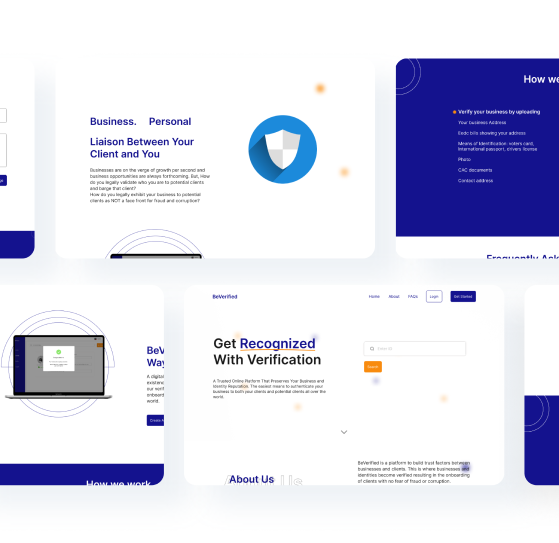 Business. Personal
Liaison Between Your
Client and You
Businesses are on the verge of growth per second and
business opportunities are always forthcoming. But, How
do you legally validate who you are to potential clients
and barge that client?
How do you legally exhibit your business to potential
clients as NOT a face front for fraud and corruption?
How we
Verify your business by uploading
Your business Address
Ende bills showing your address
Means of Identification: voters card,
International passport, drivers license
Photo
CAC documents
Contact address
Frequently Ask
BeV
Way
A digital
existenc
our verifi
onboard
world.
Create A
How we work
BeVerified
Home About FAQs Login Get Started
Get Recognized
With Verification
A Trusted Online Platform That Preserves Your Business and
Identity Reputation. The easiest means to authenticate your
business to both your clients and potential clients all over the
world.
Search
About Us
BeVerified is a platform to build trust factors between
businesses and clients. This is where businesses and
identities become verified resulting in the onboarding
of clients with no fear of fraud or corruption.